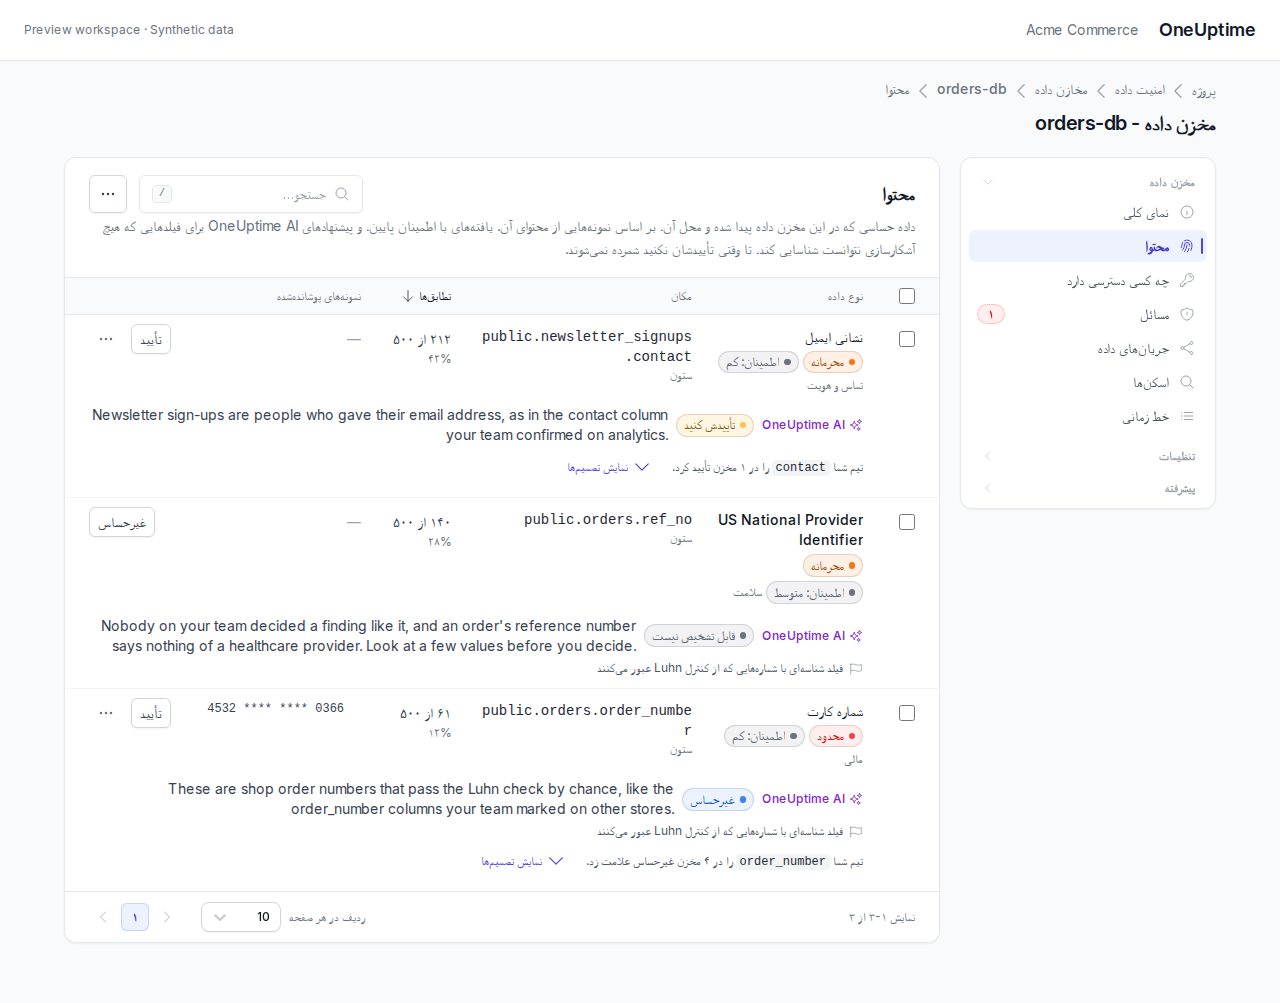 OneUptime
Acme Commerce
Preview workspace · Synthetic data
پروژه
امنیت داده
مخازن داده
orders-db
محتوا
مخزن داده - orders-db
مخزن داده
نمای کلی
محتوا
چه کسی دسترسی دارد
مسائل
۱
جریان‌های داده
اسکن‌ها
خط زمانی
تنظیمات
پیشرفته
محتوا
جستجو...
/
داده حساسی که در این مخزن داده پیدا شده و محل آن. بر اساس نمونه‌هایی از محتوای آن. یافته‌های با اطمینان پایین. و پیشنهادهای OneUptime AI برای فیلدهایی که هیچ
آشکارسازی نتوانست شناسایی کند. تا وقتی تأییدشان نکنید شمرده نمی‌شوند.
نوع داده
مکان
تطابق‌ها
نمونه‌های پوشانده‌شده
نشانی ایمیل
محرمانه
اطمینان: کم
تماس و هویت
public.newsletter_signups
.contact
ستون
۲۱۲ از ۵۰۰
۴۲%
—
تأیید
OneUptime AI
تأییدش کنید
Newsletter sign-ups are people who gave their email address, as in the contact column
your team confirmed on analytics.
تیم شما contact را در ۱ مخزن تأیید کرد.
نمایش تصمیم‌ها
US National Provider
Identifier
محرمانه
اطمینان: متوسط
سلامت
public.orders.ref_no
ستون
۱۴۰ از ۵۰۰
۲۸%
—
غیرحساس
OneUptime AI
قابل تشخیص نیست
Nobody on your team decided a finding like it, and an order's reference number
says nothing of a healthcare provider. Look at a few values before you decide.
فیلد شناسه‌ای با شماره‌هایی که از کنترل Luhn عبور می‌کنند
شماره کارت
محدود
اطمینان: کم
مالی
public.orders.order_numbe
r
ستون
۶۱ از ۵۰۰
۱۲%
4532 **** **** 0366
تأیید
OneUptime AI
غیرحساس
These are shop order numbers that pass the Luhn check by chance, like the
order_number columns your team marked on other stores.
فیلد شناسه‌ای با شماره‌هایی که از کنترل Luhn عبور می‌کنند
تیم شما order_number را در ۴ مخزن غیرحساس علامت زد.
نمایش تصمیم‌ها
نمایش ۱-۳ از ۳
ردیف در هر صفحه
10
۱